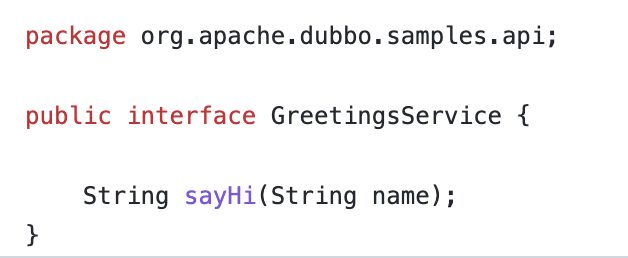 package org.apache.dubbo.samples.api;
public interface GreetingsService {
    String sayHi(String name);
}